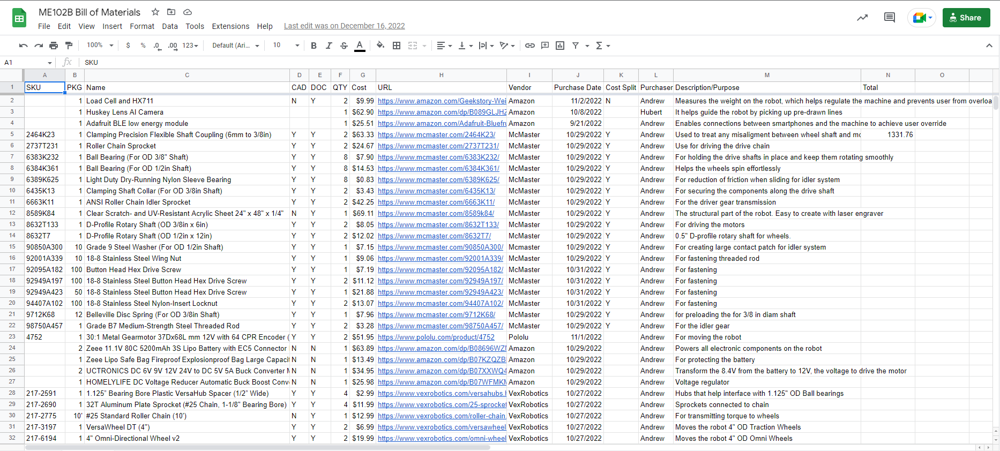 ME102B Bill of Materials
File Edit View Insert Format Data Tools Extensions Help Last edit was on December 16, 2022
Share
100% $ % .0 .00 123 Default (Ari... 10 B I S A
A1 fx SKU
A B C D E F G H I J K L M N O
1 SKU PKG Name CAD DOC QTY Cost URL Vendor Purchase Date Cost Split Purchaser Description/Purpose Total
2 1 Load Cell and HX711 N Y 2 $9.99 https://www.amazon.com/Geekstory-Wei Amazon 11/2/2022 N Andrew Measures the weight on the robot, which helps regulate the machine and prevents user from overloa
3 1 Huskey Lens AI Camera 1 $62.90 https://www.amazon.com/dp/B089GLJHZ Amazon 10/8/2022 Hubert It helps guide the robot by picking up pre-drawn lines
4 1 Adafruit BLE low energy module 1 $25.51 https://www.amazon.com/Adafruit-Bluefru Amazon 9/21/2022 Andrew Enables connections between smartphones and the machine to achieve user override
5 2464K23 1 Clamping Precision Flexible Shaft Coupling (6mm to 3/8in) Y Y 2 $63.33 https://www.mcmaster.com/2464K23/ McMaster 10/29/2022 Y Andrew Used to treat any misaligment between wheel shaft and mo 1331.76
6 2737T231 1 Roller Chain Sprocket Y Y 2 $24.67 https://www.mcmaster.com/2737T231/ McMaster 10/29/2022 Y Andrew Use for driving the drive chain
7 6383K232 1 Ball Bearing (For OD 3/8" Shaft) Y Y 8 $7.90 https://www.mcmaster.com/6383K232/ McMaster 10/29/2022 Y Andrew For holding the drive shafts in place and keep them rotating smoothly
8 6384K361 1 Ball Bearing (For OD 1/2in Shaft) Y Y 8 $14.53 https://www.mcmaster.com/6384K361/ McMaster 10/29/2022 Y Andrew Helps the wheels spin effortlessly
9 6389K625 1 Light Duty Dry-Running Nylon Sleeve Bearing Y Y 8 $0.83 https://www.mcmaster.com/6389K625/ McMaster 10/29/2022 Y Andrew For reduction of friction when sliding for idler system
10 6435K13 1 Clamping Shaft Collar (For OD 3/8in Shaft) Y Y 2 $3.43 https://www.mcmaster.com/6435K13/ McMaster 10/29/2022 Y Andrew For securing the components along the drive shaft
11 6663K11 1 ANSI Roller Chain Idler Sprocket Y Y 2 $42.25 https://www.mcmaster.com/6663K11/ McMaster 10/29/2022 Y Andrew For the driver gear transmission
12 8589K84 1 Clear Scratch- and UV-Resistant Acrylic Sheet 24" x 48" x 1/4" N Y 1 $69.11 https://www.mcmaster.com/8589k84/ McMaster 10/29/2022 Y Andrew The structural part of the robot. Easy to create with laser engraver
13 8632T133 1 D-Profile Rotary Shaft (OD 3/8in x 6in) Y Y 2 $8.05 https://www.mcmaster.com/8632T133/ McMaster 10/29/2022 Y Andrew For driving the motors
14 8632T7 1 D-Profile Rotary Shaft (OD 1/2in x 12in) Y Y 2 $12.02 https://www.mcmaster.com/8632T7/ McMaster 10/29/2022 Y Andrew 0.5" D-profile rotary shaft for wheels.
15 90850A300 10 Grade 9 Steel Washer (For OD 1/2in Shaft) Y Y 1 $7.15 https://www.mcmaster.com/90850A300/ Mcmaster 10/29/2022 Y Andrew For creating large contact patch for idler system
16 92001A339 10 18-8 Stainless Steel Wing Nut Y Y 1 $9.06 https://www.mcmaster.com/92001A339/ McMaster 10/29/2022 Y Andrew For fastening threaded rod
17 92095A182 100 Button Head Hex Drive Screw Y Y 1 $7.19 https://www.mcmaster.com/92095A182/ McMaster 10/31/2022 Y Andrew For fastening
18 92949A197 100 18-8 Stainless Steel Button Head Hex Drive Screw Y Y 2 $11.12 https://www.mcmaster.com/92949A197/ McMaster 10/31/2022 Y Andrew For fastening
19 92949A423 50 18-8 Stainless Steel Button Head Hex Drive Screw Y Y 1 $21.88 https://www.mcmaster.com/92949A423/ McMaster 10/31/2022 Y Andrew For fastening
20 94407A102 100 18-8 Stainless Steel Nylon-Insert Locknut Y Y 2 $13.07 https://www.mcmaster.com/94407A102/ McMaster 10/31/2022 Y Andrew For fastening
21 9712K68 12 Belleville Disc Spring (For OD 3/8in Shaft) Y Y 1 $7.96 https://www.mcmaster.com/9712K68/ McMaster 10/29/2022 Y Andrew for preloading the for 3/8 in diam shaft
22 98750A457 1 Grade B7 Medium-Strength Steel Threaded Rod Y Y 2 $3.28 https://www.mcmaster.com/98750A457/ McMaster 10/29/2022 Y Andrew For the idler gear
23 4752 1 30:1 Metal Gearmotor 37Dx68L mm 12V with 64 CPR Encoder ( Y Y 2 $51.95 https://www.pololu.com/product/4752 Pololu 11/1/2022 Andrew For moving the robot
24 2 Zeee 11.1V 80C 5200mAh 3S Lipo Battery with EC5 Connector N N 1 $63.89 https://www.amazon.com/dp/B08696WZ Amazon 10/29/2022 Andrew Powers all electronic components on the robot
25 1 Zeee Lipo Safe Bag Fireproof Explosionproof Bag Large Capacit N N 1 $13.49 https://www.amazon.com/dp/B07KZQZB Amazon 10/29/2022 Andrew For protecting the battery
26 2 UCTRONICS DC 6V 9V 12V 24V to DC 5V 5A Buck Converter N N 1 $34.95 https://www.amazon.com/dp/B07XXWQ4 Amazon 10/29/2022 Andrew Transform the 8.4V from the battery to 12V, the voltage to drive the motor
27 1 HOMELYLIFE DC Voltage Reducer Automatic Buck Boost Conv N N 1 $25.98 https://www.amazon.com/dp/B07WFMK Amazon 10/29/2022 Andrew Voltage regulator
28 217-2591 1 1.125" Bearing Bore Plastic VersaHub Spacer (1/2" Wide) Y Y 4 $2.99 https://www.vexrobotics.com/versahubs.h VexRobotics 10/27/2022 Andrew Hubs that help interface with 1.125" OD Ball bearings
29 217-2690 1 32T Aluminum Plate Sprocket (#25 Chain, 1-1/8" Bearing Bore) Y Y 4 $11.99 https://www.vexrobotics.com/25-sprocket VexRobotics 10/27/2022 Andrew Sprockets connected to chain
30 217-2775 10' #25 Standard Roller Chain (10') N Y 1 $12.99 https://www.vexrobotics.com/roller-chain. VexRobotics 10/27/2022 Andrew For transmitting torque to wheels
31 217-3197 1 VersaWheel DT (4") Y Y 2 $6.99 https://www.vexrobotics.com/versawheel VexRobotics 10/27/2022 Andrew Moves the robot 4" OD Traction Wheels
32 217-6194 1 4" Omni-Directional Wheel v2 Y Y 2 $19.99 https://www.vexrobotics.com/omni-wheel VexRobotics 10/27/2022 Andrew Moves the robot 4" OD Omni Wheels